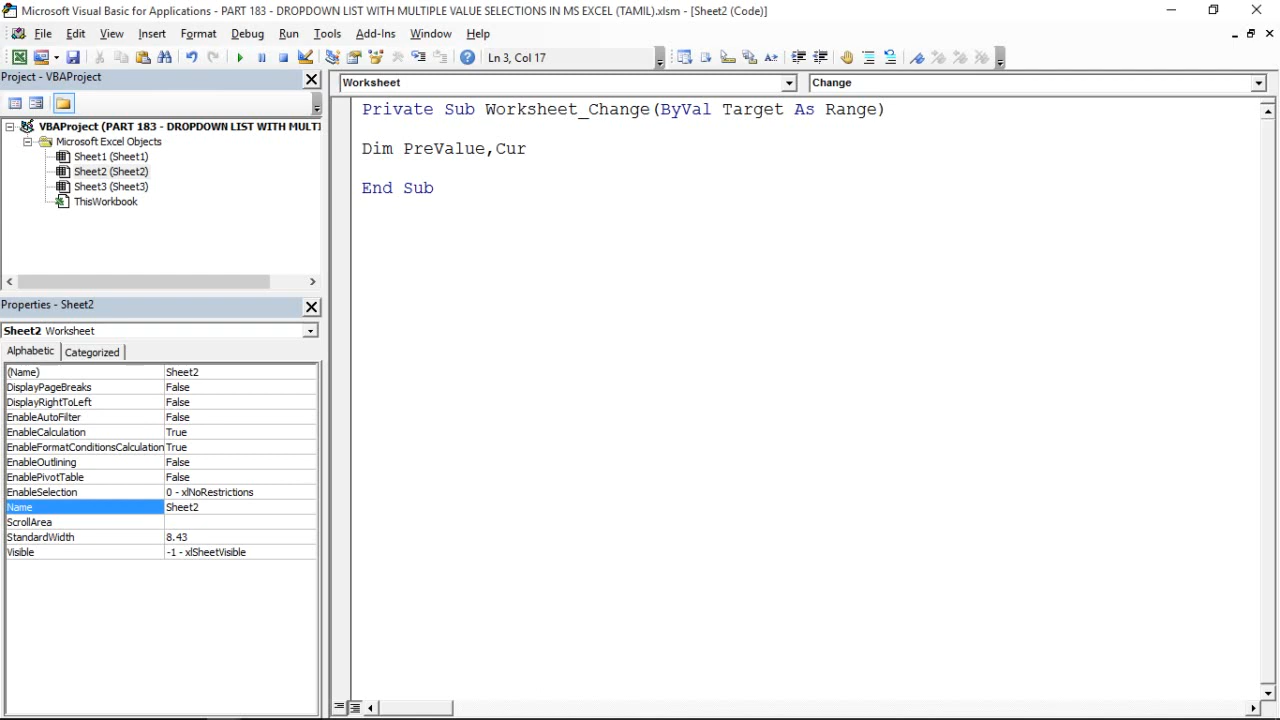 Microsoft Visual Basic for Applications - PART 183 - DROPDOWN LIST WITH MULTIPLE VALUE SELECTIONS IN MS EXCEL (TAMIL).xlsm - [Sheet2 (Code)]
File Edit View Insert Format Debug Run Tools Add-Ins Window Help
Ln 3, Col 17
Project - VBAProject
VBAProject (PART 183 - DROPDOWN LIST WITH MULTI
Microsoft Excel Objects
Sheet1 (Sheet1)
Sheet2 (Sheet2)
Sheet3 (Sheet3)
ThisWorkbook
Properties - Sheet2
Sheet2 Worksheet
Alphabetic Categorized
(Name) Sheet2
DisplayPageBreaks False
DisplayRightToLeft False
EnableAutoFilter False
EnableCalculation True
EnableFormatConditionsCalculation True
EnableOutlining False
EnablePivotTable False
EnableSelection 0 - xlNoRestrictions
Name Sheet2
ScrollArea
StandardWidth 8.43
Visible -1 - xlSheetVisible
Worksheet Change
Private Sub Worksheet_Change(ByVal Target As Range)
Dim PreValue,Cur
End Sub